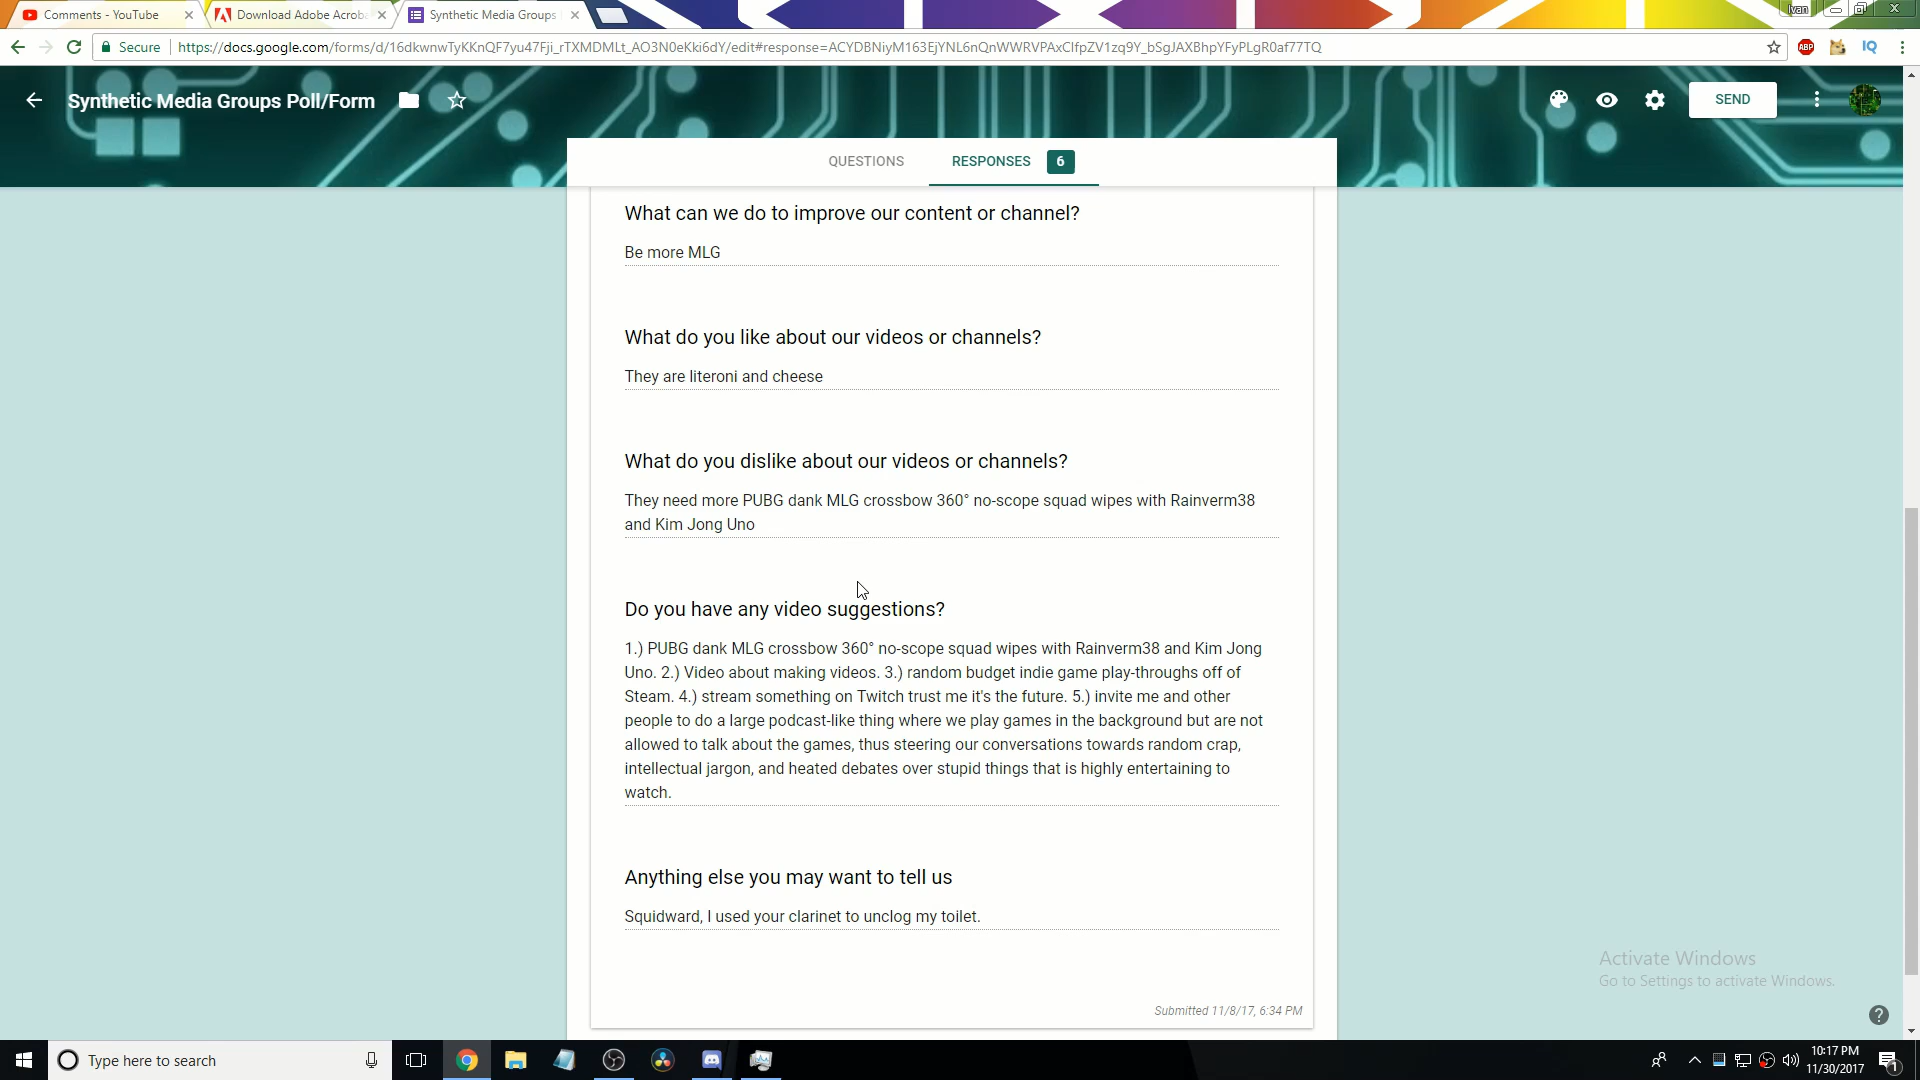 Comments - YouTube
Download Adobe Acroba
Synthetic Media Groups
Ivan
Secure
https://docs.google.com/forms/d/16dkwnwTyKKnQF7yu47Fji_rTXMDMLt_AO3N0eKki6dY/edit#response=ACYDBNiyM163EjYNL6nQnWWRVPAxClfpZV1zq9Y_bSgJAXBhpYFyPLgR0af77TQ
ABP
IQ
Synthetic Media Groups Poll/Form
SEND
QUESTIONS
RESPONSES
6
What can we do to improve our content or channel?
Be more MLG
What do you like about our videos or channels?
They are literoni and cheese
What do you dislike about our videos or channels?
They need more PUBG dank MLG crossbow 360° no-scope squad wipes with Rainverm38
and Kim Jong Uno
Do you have any video suggestions?
1.) PUBG dank MLG crossbow 360° no-scope squad wipes with Rainverm38 and Kim Jong
Uno. 2.) Video about making videos. 3.) random budget indie game play-throughs off of
Steam. 4.) stream something on Twitch trust me it's the future. 5.) invite me and other
people to do a large podcast-like thing where we play games in the background but are not
allowed to talk about the games, thus steering our conversations towards random crap,
intellectual jargon, and heated debates over stupid things that is highly entertaining to
watch.
Anything else you may want to tell us
Squidward, I used your clarinet to unclog my toilet.
Submitted 11/8/17, 6:34 PM
Activate Windows
Go to Settings to activate Windows.
Type here to search
10:17 PM
11/30/2017
1